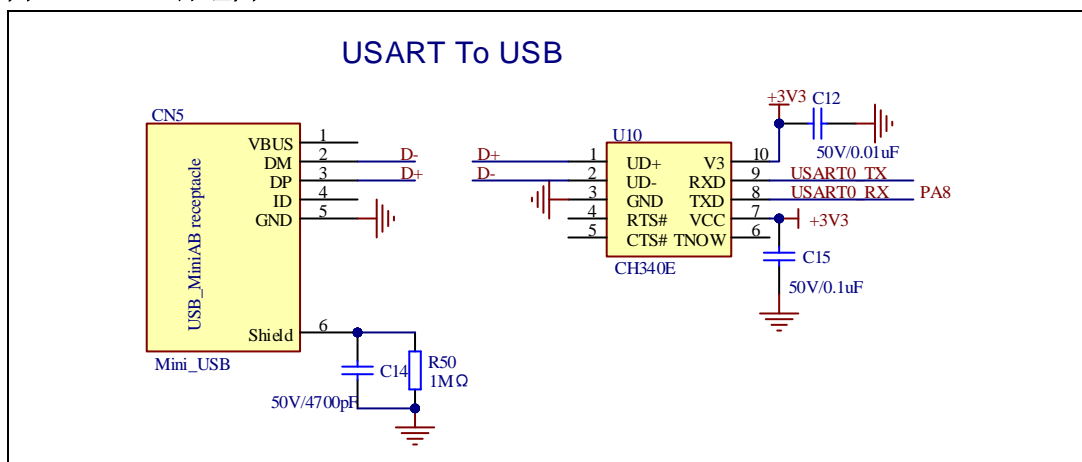 USART To USB
CN5
USB_MiniAB receptacle
VBUS 1
DM 2
DP 3
ID 4
GND 5
Shield 6
Mini_USB
D-
D+
C14
50V/4700pF
R50
1MΩ
D+
D-
U10
1 UD+ V3 10
2 UD- RXD 9
3 GND TXD 8
4 RTS# VCC 7
5 CTS# TNOW 6
CH340E
+3V3
C12
50V/0.01uF
USART0_TX
USART0_RX PA8
+3V3
C15
50V/0.1uF